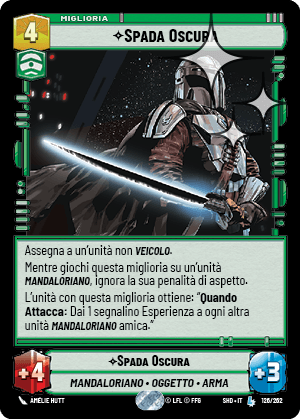 MIGLIORIA
4
✧SPADA OSCURA
Assegna a un'unità non VEICOLO.
Mentre giochi questa miglioria su un'unità
MANDALORIANO, ignora la sua penalità di aspetto.
L'unità con questa miglioria ottiene: "Quando
Attacca: Dai 1 segnalino Esperienza a ogni altra
unità MANDALORIANO amica."
+4
✧SPADA OSCURA
+3
MANDALORIANO • OGGETTO • ARMA
AMÉLIE HUTT
© LFL © FFG
SHD • IT
126/262